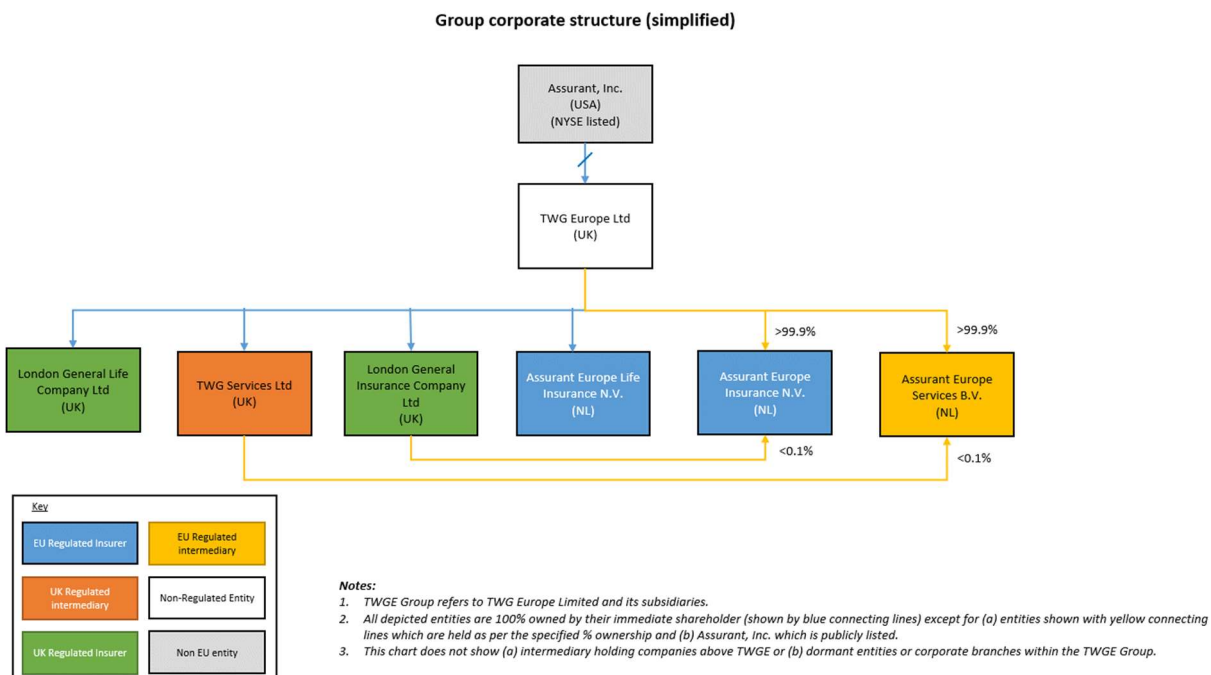 Group corporate structure (simplified)
Assurant, Inc.
(USA)
(NYSE listed)
TWG Europe Ltd
(UK)
>99.9%
>99.9%
London General Life
Company Ltd
(UK)
TWG Services Ltd
(UK)
London General
Insurance Company
Ltd
(UK)
Assurant Europe Life
Insurance N.V.
(NL)
Assurant Europe
Insurance N.V.
(NL)
Assurant Europe
Services B.V.
(NL)
<0.1%
<0.1%
Key
EU Regulated Insurer
EU Regulated
intermediary
UK Regulated
intermediary
Non-Regulated Entity
UK Regulated Insurer
Non EU entity
Notes:
1. TWGE Group refers to TWG Europe Limited and its subsidiaries.
2. All depicted entities are 100% owned by their immediate shareholder (shown by blue connecting lines) except for (a) entities shown with yellow connecting
lines which are held as per the specified % ownership and (b) Assurant, Inc. which is publicly listed.
3. This chart does not show (a) intermediary holding companies above TWGE or (b) dormant entities or corporate branches within the TWGE Group.